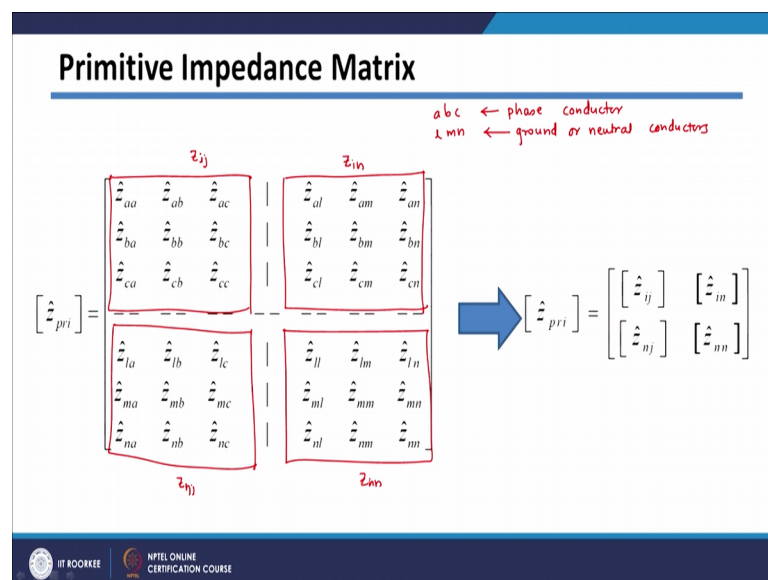 Primitive Impedance Matrix
abc ← phase conductor
lmn ← ground or neutral conductors
Zij Zin
ẑaa ẑab ẑac | ẑal ẑam ẑan
ẑba ẑbb ẑbc | ẑbl ẑbm ẑbn
ẑca ẑcb ẑcc | ẑcl ẑcm ẑcn
[ẑpri] = — — — — — — — — [ẑpri] = [[ẑij] [ẑin]
[ẑnj] [ẑnn]]
ẑla ẑlb ẑlc | ẑll ẑlm ẑln
ẑma ẑmb ẑmc | ẑml ẑmm ẑmn
ẑna ẑnb ẑnc | ẑnl ẑnm ẑnn
Znj Znn
IIT ROORKEE
NPTEL ONLINE
CERTIFICATION COURSE